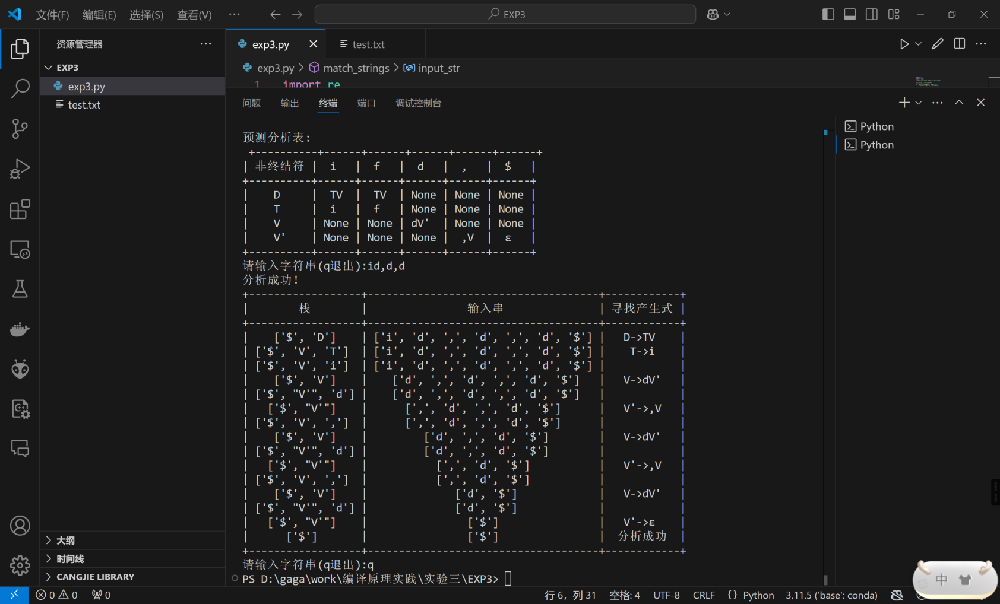 文件(F) 编辑(E) 选择(S) 查看(V) ··· EXP3
资源管理器 ···
exp3.py test.txt
EXP3
exp3.py > match_strings > input_str
exp3.py
1 import re
test.txt
问题 输出 终端 端口 调试控制台
Python
Python
预测分析表:
+----------+------+------+------+------+------+
| 非终结符 | i | f | d | , | $ |
+----------+------+------+------+------+------+
| D | TV | TV | None | None | None |
| T | i | f | None | None | None |
| V | None | None | dV' | None | None |
| V' | None | None | None | ,V | ε |
+----------+------+------+------+------+------+
请输入字符串(q退出):id,d,d
分析成功!
+------------------+-------------------------------------+------------+
| 栈 | 输入串 | 寻找产生式 |
+------------------+-------------------------------------+------------+
| ['$', 'D'] | ['i', 'd', ',', 'd', ',', 'd', '$'] | D->TV |
| ['$', 'V', 'T'] | ['i', 'd', ',', 'd', ',', 'd', '$'] | T->i |
| ['$', 'V', 'i'] | ['i', 'd', ',', 'd', ',', 'd', '$'] | |
| ['$', 'V'] | ['d', ',', 'd', ',', 'd', '$'] | V->dV' |
| ['$', "V'", 'd'] | ['d', ',', 'd', ',', 'd', '$'] | |
| ['$', "V'"] | [',', 'd', ',', 'd', '$'] | V'->,V |
| ['$', 'V', ','] | [',', 'd', ',', 'd', '$'] | |
| ['$', 'V'] | ['d', ',', 'd', '$'] | V->dV' |
| ['$', "V'", 'd'] | ['d', ',', 'd', '$'] | |
| ['$', "V'"] | [',', 'd', '$'] | V'->,V |
| ['$', 'V', ','] | [',', 'd', '$'] | |
| ['$', 'V'] | ['d', '$'] | V->dV' |
| ['$', "V'", 'd'] | ['d', '$'] | |
| ['$', "V'"] | ['$'] | V'->ε |
| ['$'] | ['$'] | 分析成功 |
+------------------+-------------------------------------+------------+
请输入字符串(q退出):q
PS D:\gaga\work\编译原理实践\实验三\EXP3>
大纲
时间线
CANGJIE LIBRARY
中
0 0 0 行 6，列 31 空格: 4 UTF-8 CRLF {} Python 3.11.5 ('base': conda)